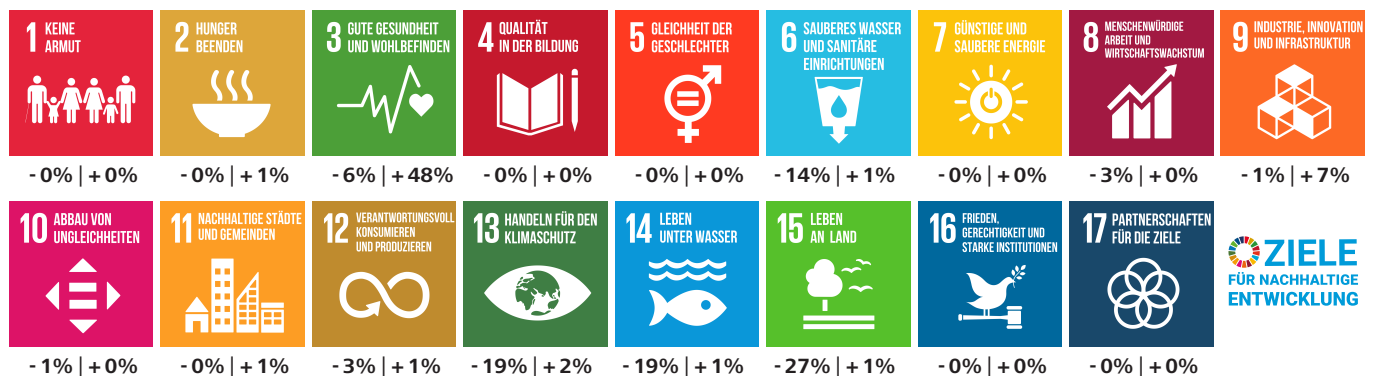 1 KEINE
ARMUT
2 HUNGER
BEENDEN
3 GUTE GESUNDHEIT
UND WOHLBEFINDEN
4 QUALITÄT
IN DER BILDUNG
5 GLEICHHEIT DER
GESCHLECHTER
6 SAUBERES WASSER
UND SANITÄRE
EINRICHTUNGEN
7 GÜNSTIGE UND
SAUBERE ENERGIE
8 MENSCHENWÜRDIGE
ARBEIT UND
WIRTSCHAFTSWACHSTUM
9 INDUSTRIE, INNOVATION
UND INFRASTRUKTUR
- 0% | + 0%
- 0% | + 1%
- 6% | + 48%
- 0% | + 0%
- 0% | + 0%
- 14% | + 1%
- 0% | + 0%
- 3% | + 0%
- 1% | + 7%
10 ABBAU VON
UNGLEICHHEITEN
11 NACHHALTIGE STÄDTE
UND GEMEINDEN
12 VERANTWORTUNGSVOLL
KONSUMIEREN
UND PRODUZIEREN
13 HANDELN FÜR DEN
KLIMASCHUTZ
14 LEBEN
UNTER WASSER
15 LEBEN
AN LAND
16 FRIEDEN,
GERECHTIGKEIT UND
STARKE INSTITUTIONEN
17 PARTNERSCHAFTEN
FÜR DIE ZIELE
ZIELE
FÜR NACHHALTIGE
ENTWICKLUNG
- 1% | + 0%
- 0% | + 1%
- 3% | + 1%
- 19% | + 2%
- 19% | + 1%
- 27% | + 1%
- 0% | + 0%
- 0% | + 0%